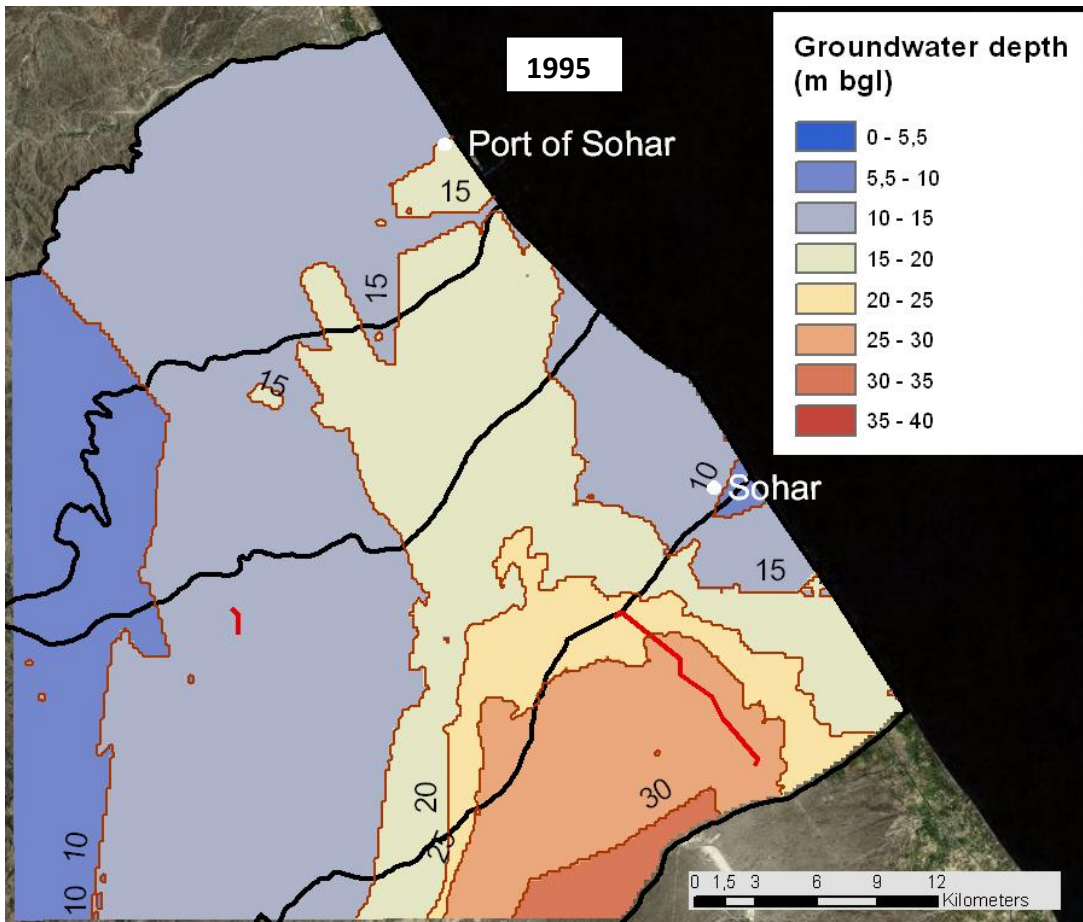 1995
Groundwater depth
(m bgl)
0 - 5,5
5,5 - 10
10 - 15
15 - 20
20 - 25
25 - 30
30 - 35
35 - 40
Port of Sohar
15
15
15
10
Sohar
15
20
25
30
10
10
0 1,5 3 6 9 12
Kilometers